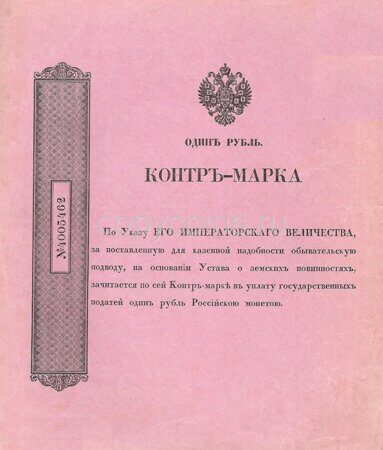 ОДИНЪ РУБЛЬ.
КОНТРЪ-МАРКА
По Указу ЕГО ИМПЕРАТОРСКАГО ВЕЛИЧЕСТВА,
за поставленную для казенной надобности обывательскую
подводу, на основаніи Устава о земскихъ повинностяхъ,
зачитается по сей Контръ-маркѣ въ уплату государственныхъ
податей одинъ рубль Россійскою монетою.
№1005462